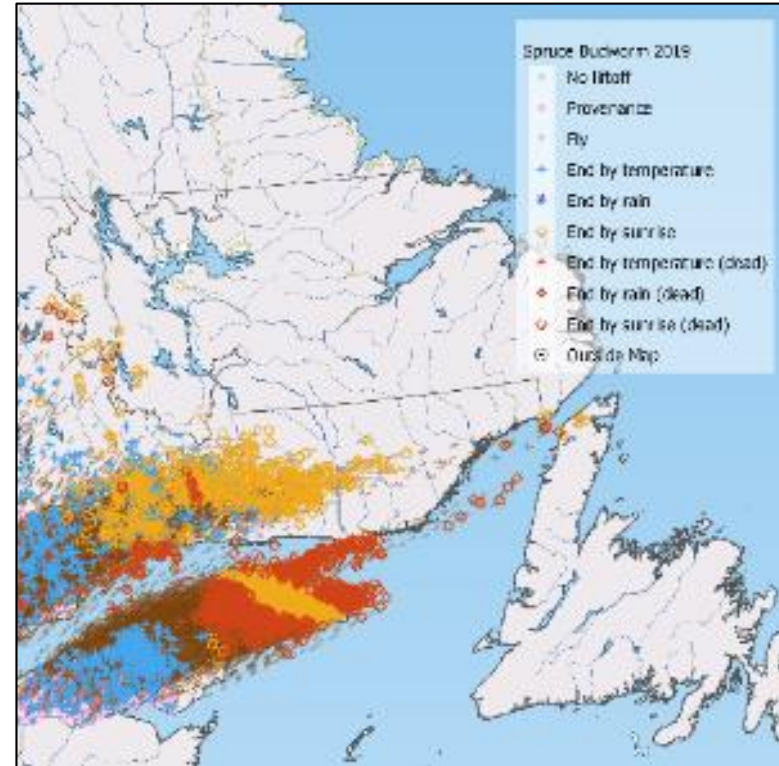 Spruce Budworm 2019
No liftoff
Provenance
Fly
End by temperature
End by rain
End by sunrise
End by temperature (dead)
End by rain (dead)
End by sunrise (dead)
Outside Map